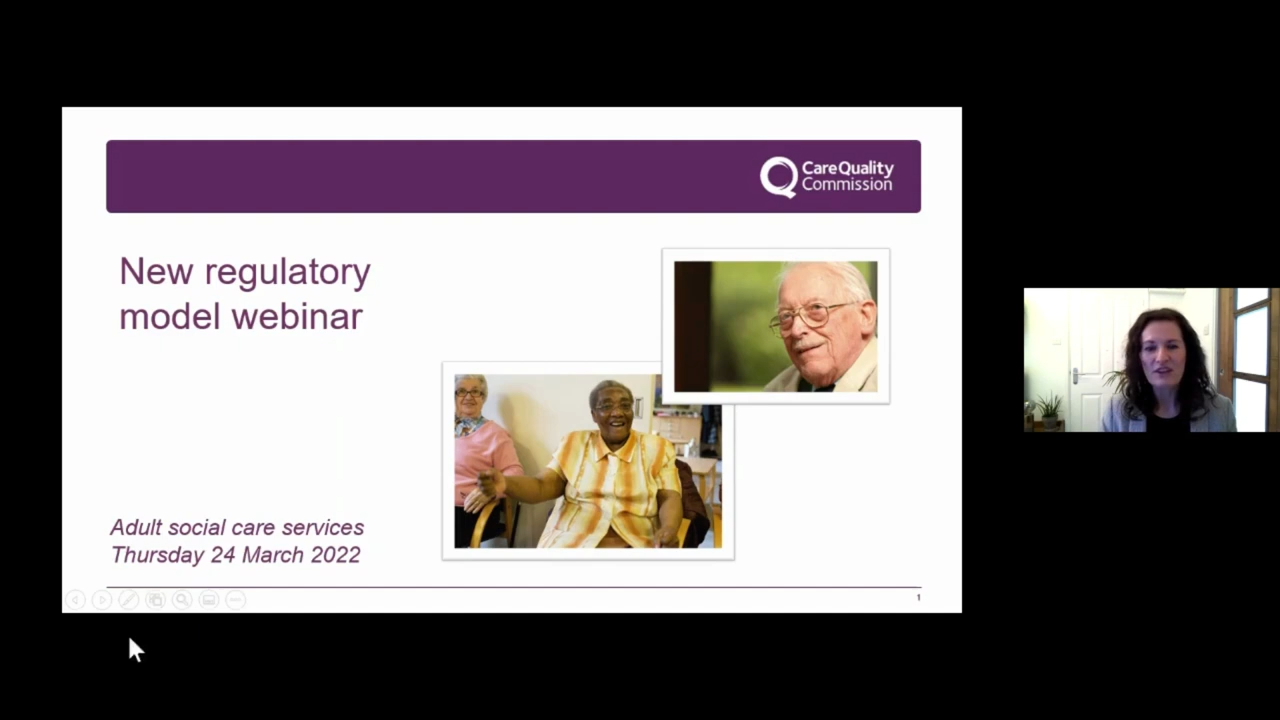 CareQuality
Commission
New regulatory
model webinar
Adult social care services
Thursday 24 March 2022
1